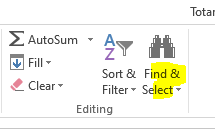 Totar
AutoSum
Fill
Clear
A
Z
Sort &
Filter
Find &
Select
Editing